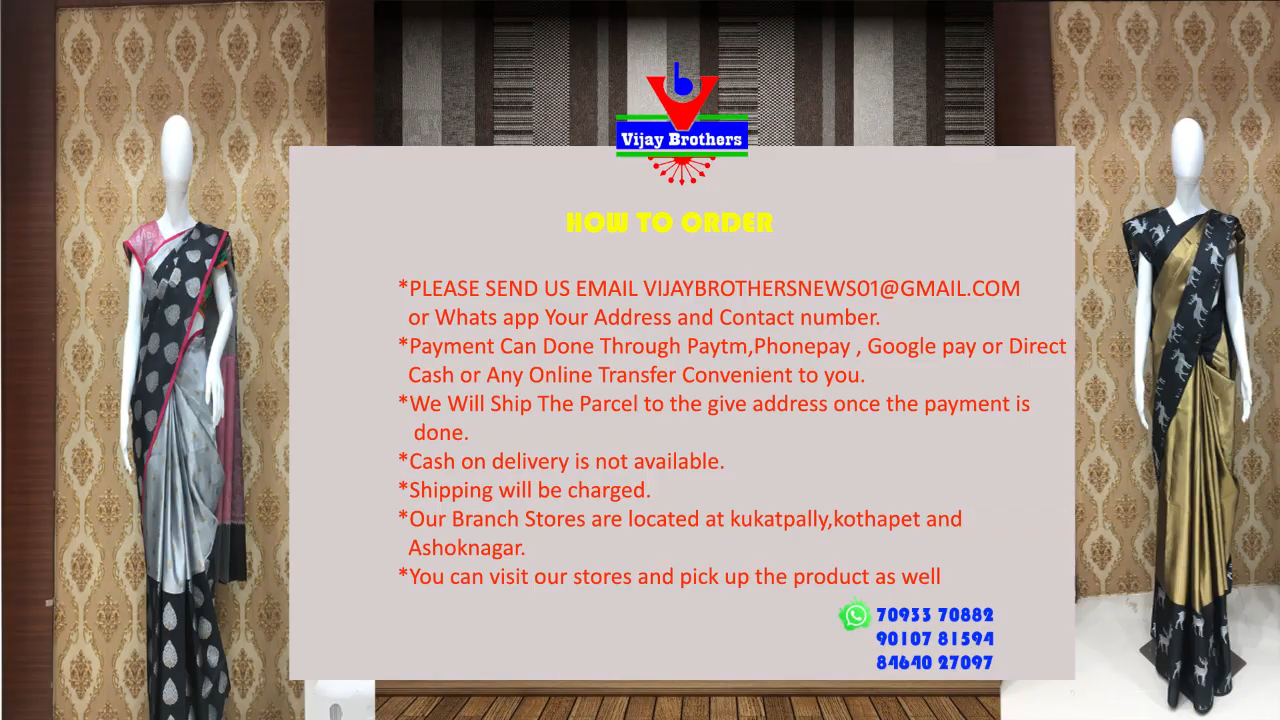 b
Vijay Brothers
HOW TO ORDER
*PLEASE SEND US EMAIL VIJAYBROTHERSNEWS01@GMAIL.COM
or Whats app Your Address and Contact number.
*Payment Can Done Through Paytm,Phonepay , Google pay or Direct
Cash or Any Online Transfer Convenient to you.
*We Will Ship The Parcel to the give address once the payment is
done.
*Cash on delivery is not available.
*Shipping will be charged.
*Our Branch Stores are located at kukatpally,kothapet and
Ashoknagar.
*You can visit our stores and pick up the product as well
70933 70882
90107 81594
84640 27097